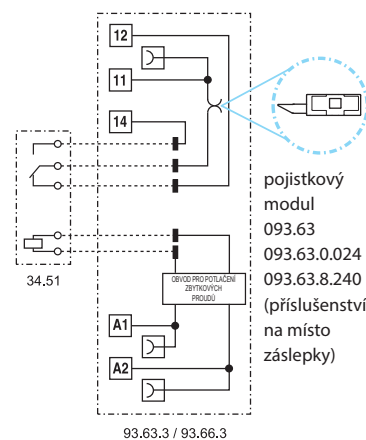 12
11
14
34.51
OBVOD PRO POTLAČENÍ
ZBYTKOVÝCH
PROUDŮ
A1
A2
93.63.3 / 93.66.3
pojistkový
modul
093.63
093.63.0.024
093.63.8.240
(příslušenství
na místo
záslepky)